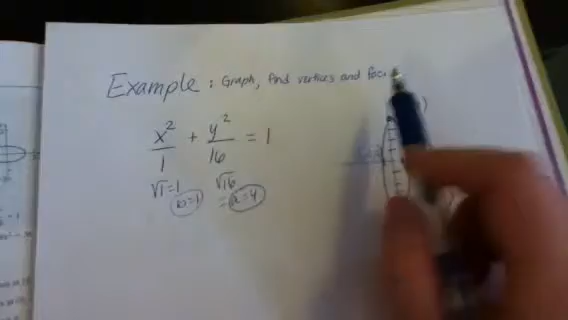 Example: Graph, find vertices and foci
x² + y² = 1
1 16
√1 = 1 √16
b=1 = a=4
)